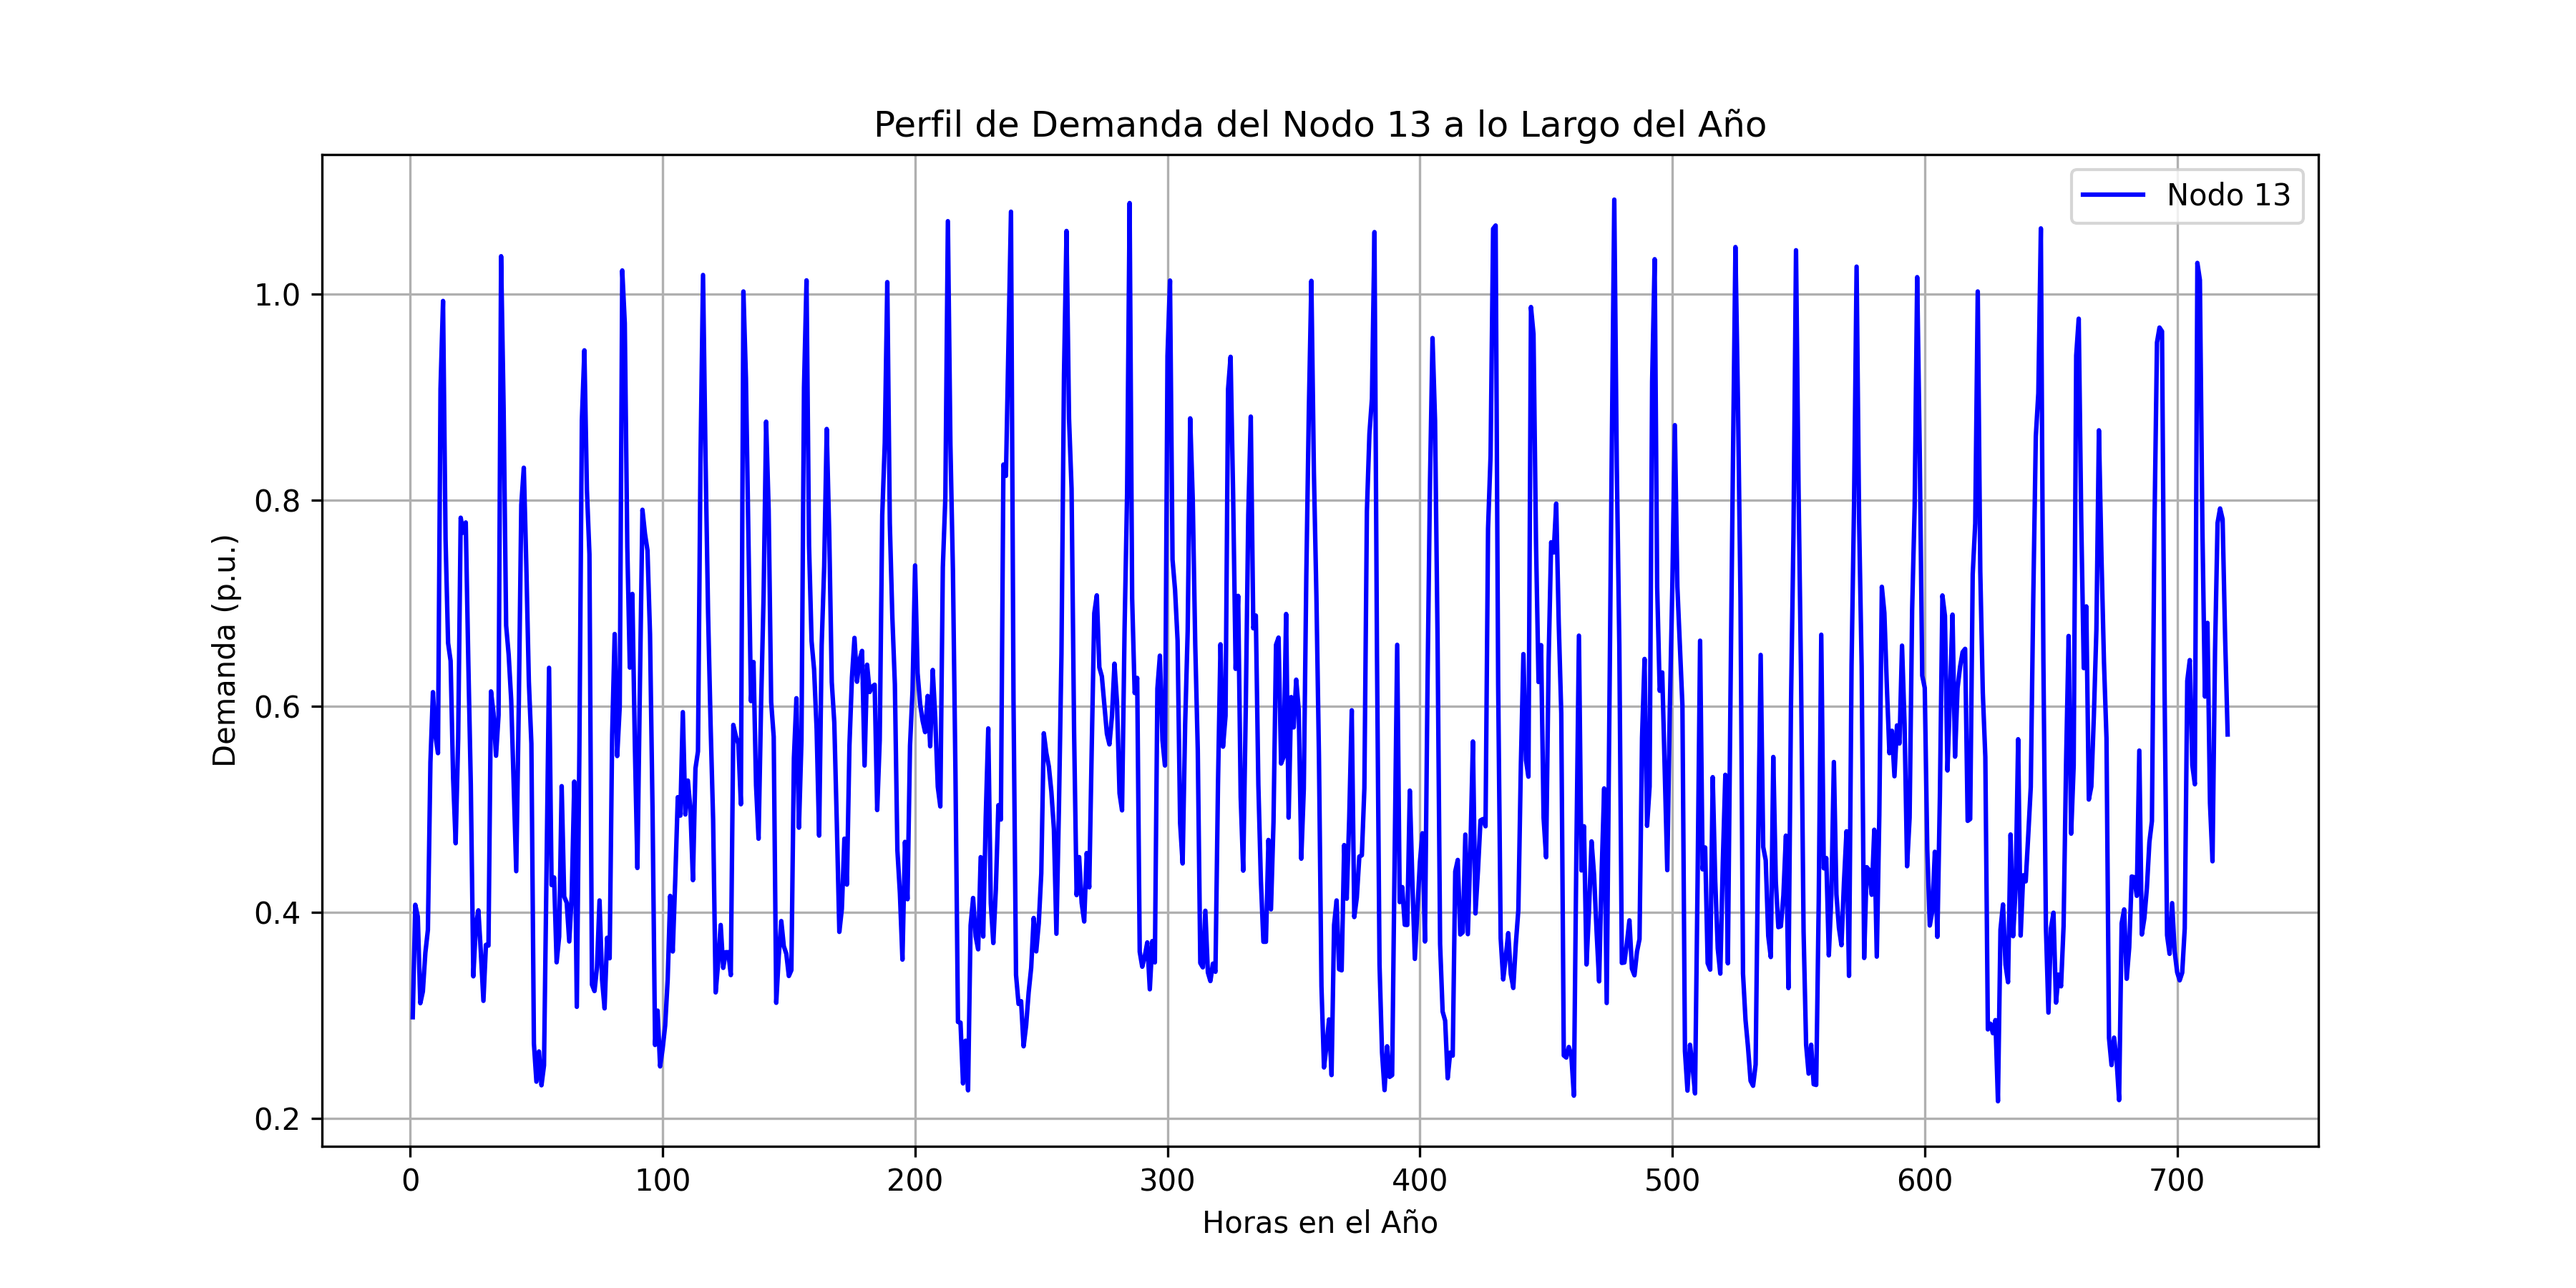 Perfil de Demanda del Nodo 13 a lo Largo del Año
Nodo 13
Demanda (p.u.)
1.0
0.8
0.6
0.4
0.2
0 100 200 300 400 500 600 700
Horas en el Año